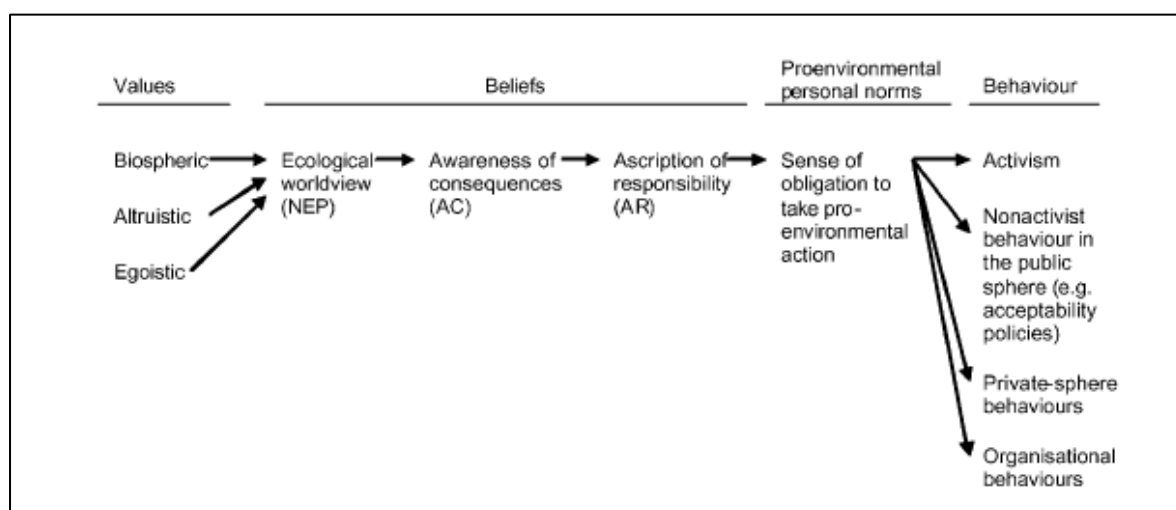 Values
Beliefs
Proenvironmental
personal norms
Behaviour
Biospheric
Altruistic
Egoistic
Ecological
worldview
(NEP)
Awareness of
consequences
(AC)
Ascription of
responsibility
(AR)
Sense of
obligation to
take pro-
environmental
action
Activism
Nonactivist
behaviour in
the public
sphere (e.g.
acceptability
policies)
Private-sphere
behaviours
Organisational
behaviours